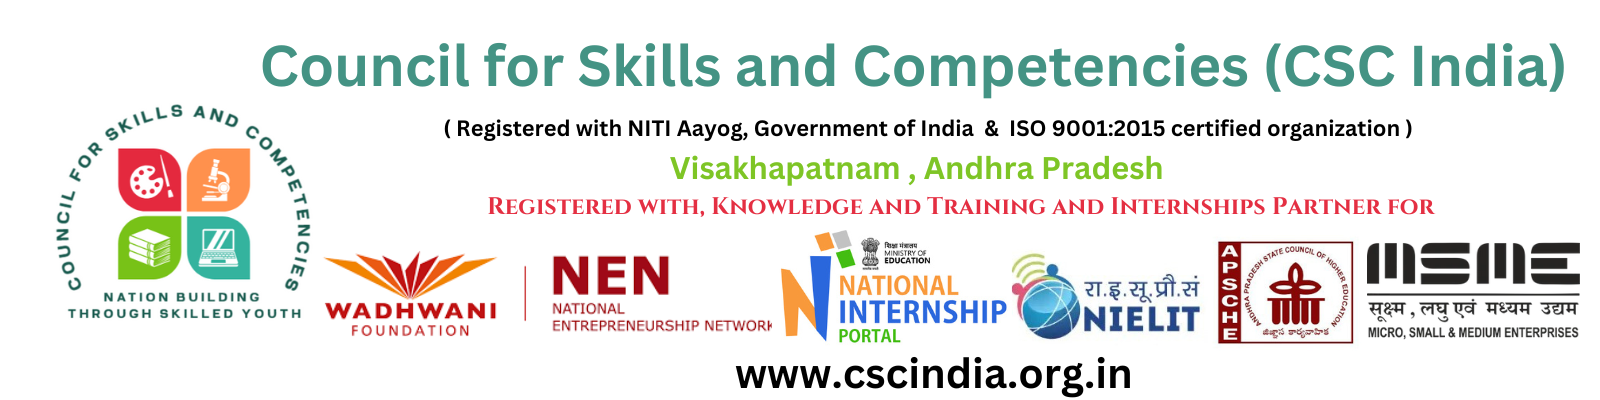 Council for Skills and Competencies (CSC India)
( Registered with NITI Aayog, Government of India & ISO 9001:2015 certified organization )
Visakhapatnam , Andhra Pradesh
Registered with, Knowledge and Training and Internships Partner for
COUNCIL FOR SKILLS AND COMPETENCIES
NATION BUILDING
THROUGH SKILLED YOUTH
WADHWANI
FOUNDATION
NEN
NATIONAL
ENTREPRENEURSHIP NETWORK
शिक्षा मंत्रालय
MINISTRY OF
EDUCATION
NATIONAL
INTERNSHIP
PORTAL
रा.इ.सू.प्रौ.सं
NIELIT
APSCHE
ANDHRA PRADESH STATE COUNCIL OF HIGHER EDUCATION
MSME
सूक्ष्म , लघु एवं मध्यम उद्यम
MICRO, SMALL & MEDIUM ENTERPRISES
www.cscindia.org.in